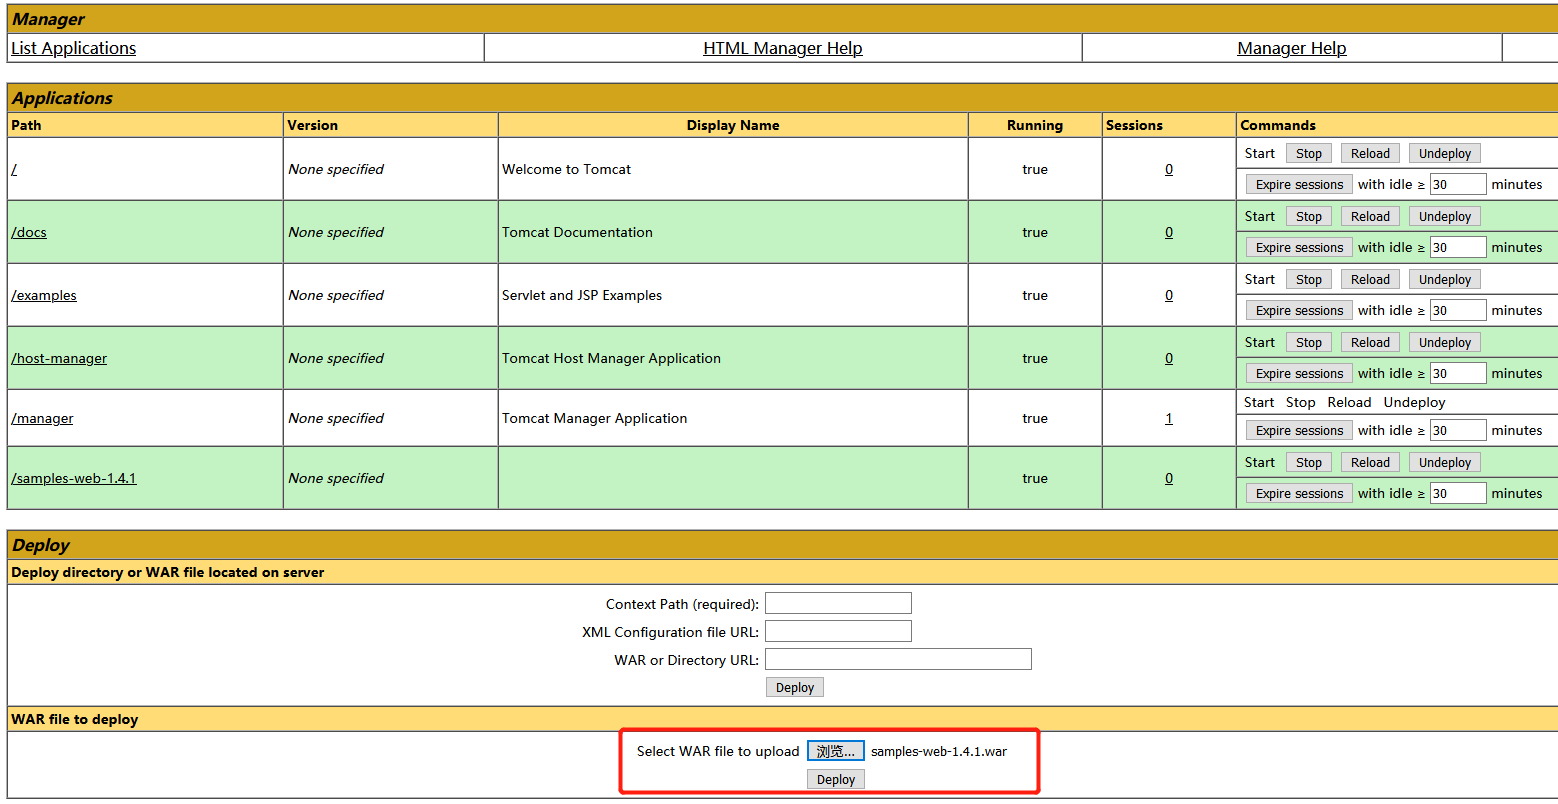 Manager
List Applications HTML Manager Help Manager Help
Applications
Path Version Display Name Running Sessions Commands
/ None specified Welcome to Tomcat true 0 Start Stop Reload Undeploy
Expire sessions with idle ≥ 30 minutes
/docs None specified Tomcat Documentation true 0 Start Stop Reload Undeploy
Expire sessions with idle ≥ 30 minutes
/examples None specified Servlet and JSP Examples true 0 Start Stop Reload Undeploy
Expire sessions with idle ≥ 30 minutes
/host-manager None specified Tomcat Host Manager Application true 0 Start Stop Reload Undeploy
Expire sessions with idle ≥ 30 minutes
/manager None specified Tomcat Manager Application true 1 Start Stop Reload Undeploy
Expire sessions with idle ≥ 30 minutes
/samples-web-1.4.1 None specified true 0 Start Stop Reload Undeploy
Expire sessions with idle ≥ 30 minutes
Deploy
Deploy directory or WAR file located on server
Context Path (required):
XML Configuration file URL:
WAR or Directory URL:
Deploy
WAR file to deploy
Select WAR file to upload 浏览... samples-web-1.4.1.war
Deploy